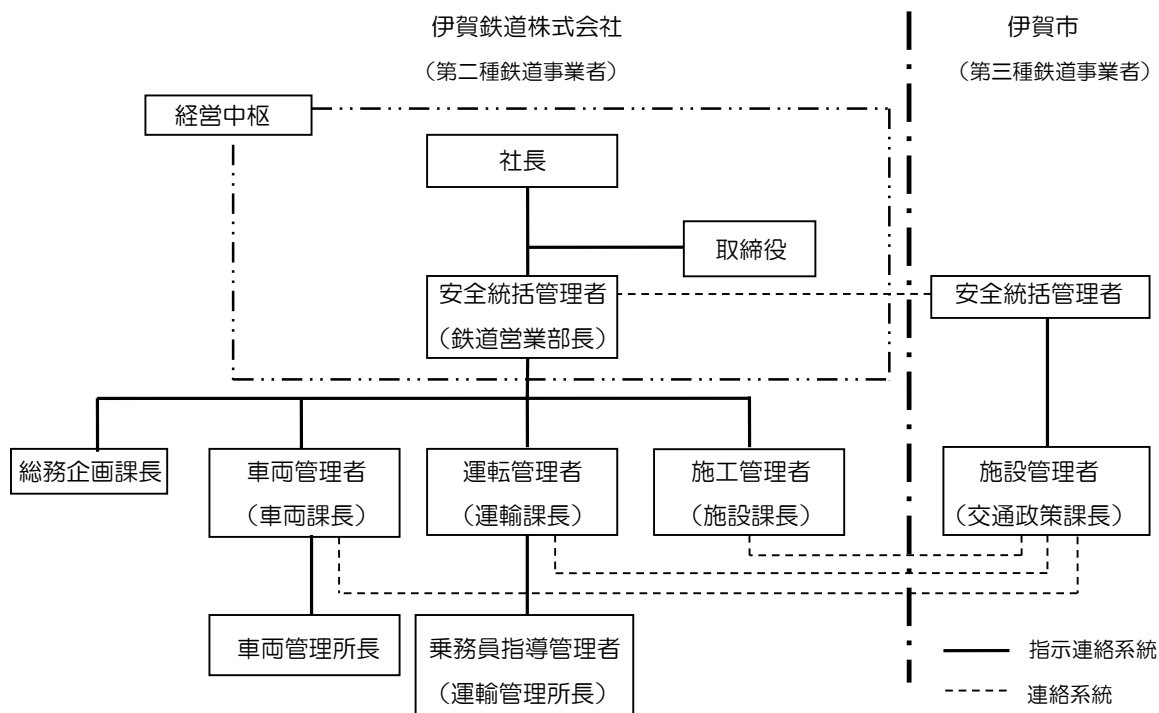 伊賀鉄道株式会社
（第二種鉄道事業者）
伊賀市
（第三種鉄道事業者）
経営中枢
社長
取締役
安全統括管理者
（鉄道営業部長）
安全統括管理者
総務企画課長
車両管理者
（車両課長）
運転管理者
（運輸課長）
施工管理者
（施設課長）
施設管理者
（交通政策課長）
車両管理所長
乗務員指導管理者
（運輸管理所長）
指示連絡系統
連絡系統